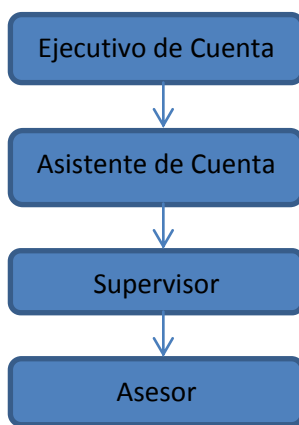 Ejecutivo de Cuenta
Asistente de Cuenta
Supervisor
Asesor